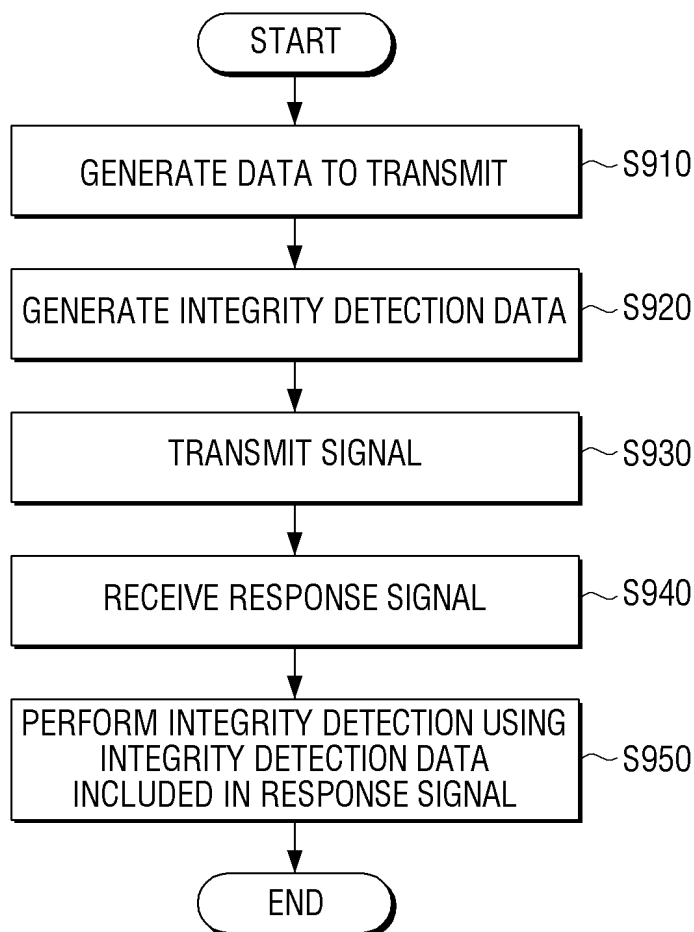 START
GENERATE DATA TO TRANSMIT
S910
GENERATE INTEGRITY DETECTION DATA
S920
TRANSMIT SIGNAL
S930
RECEIVE RESPONSE SIGNAL
S940
PERFORM INTEGRITY DETECTION USING
INTEGRITY DETECTION DATA
INCLUDED IN RESPONSE SIGNAL
S950
END